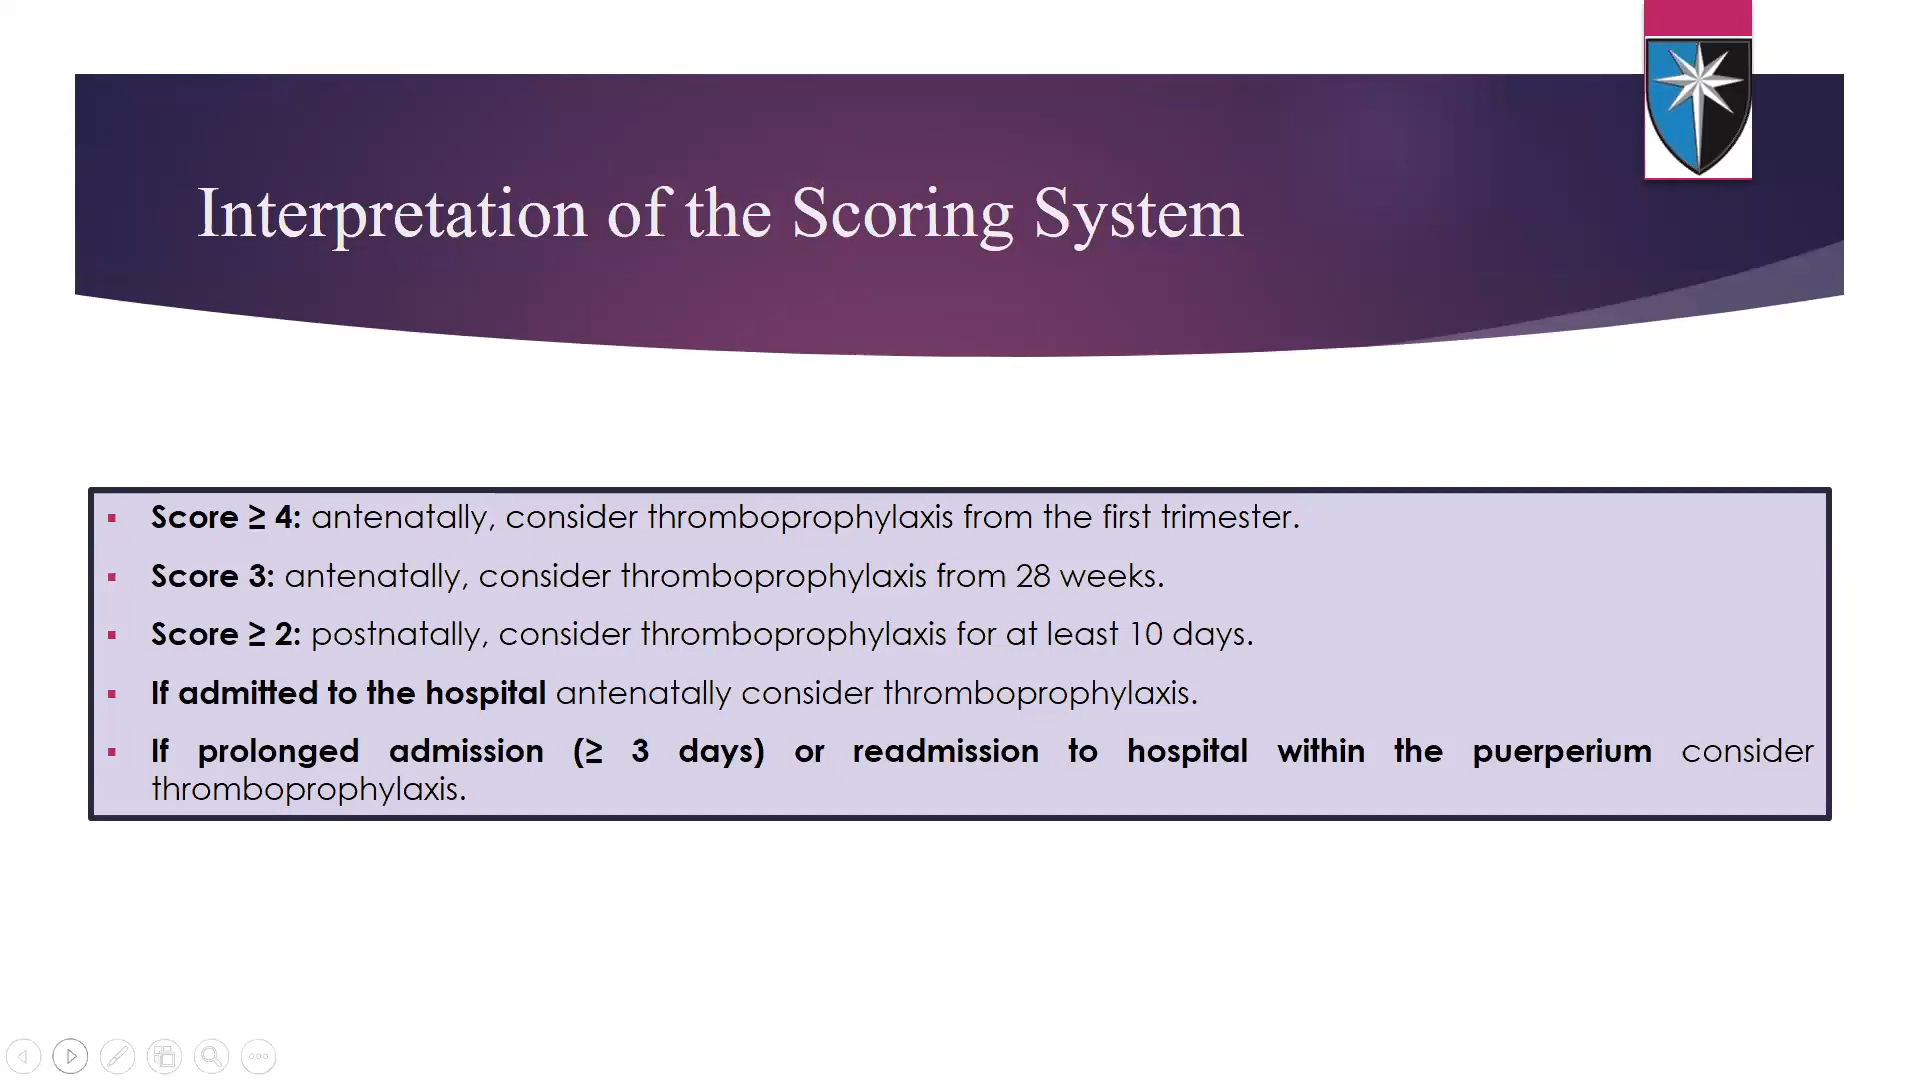 Interpretation of the Scoring System
▪ Score ≥ 4: antenatally, consider thromboprophylaxis from the first trimester.
▪ Score 3: antenatally, consider thromboprophylaxis from 28 weeks.
▪ Score ≥ 2: postnatally, consider thromboprophylaxis for at least 10 days.
▪ If admitted to the hospital antenatally consider thromboprophylaxis.
▪ If prolonged admission (≥ 3 days) or readmission to hospital within the puerperium consider
thromboprophylaxis.